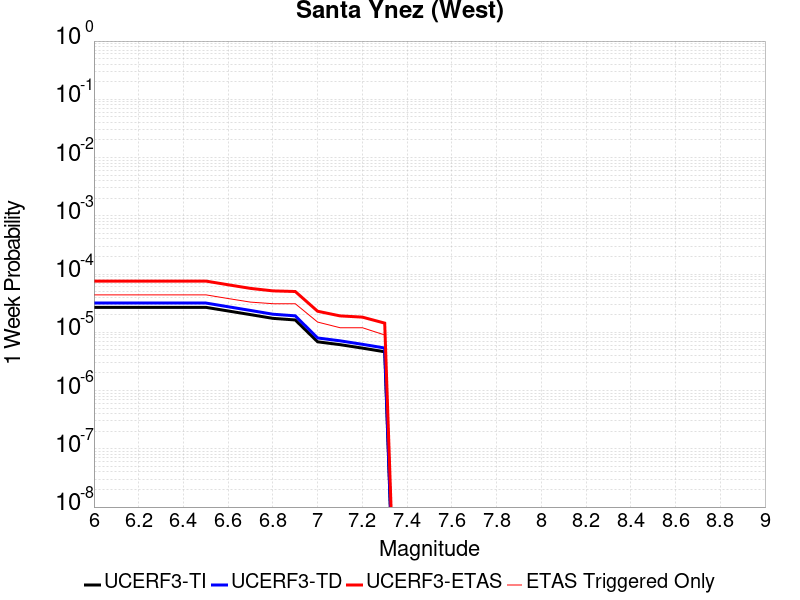 Santa Ynez (West)
10^0
10^-1
10^-2
10^-3
10^-4
10^-5
10^-6
10^-7
10^-8
1 Week Probability
6 6.2 6.4 6.6 6.8 7 7.2 7.4 7.6 7.8 8 8.2 8.4 8.6 8.8 9
Magnitude
UCERF3-TI UCERF3-TD UCERF3-ETAS ETAS Triggered Only